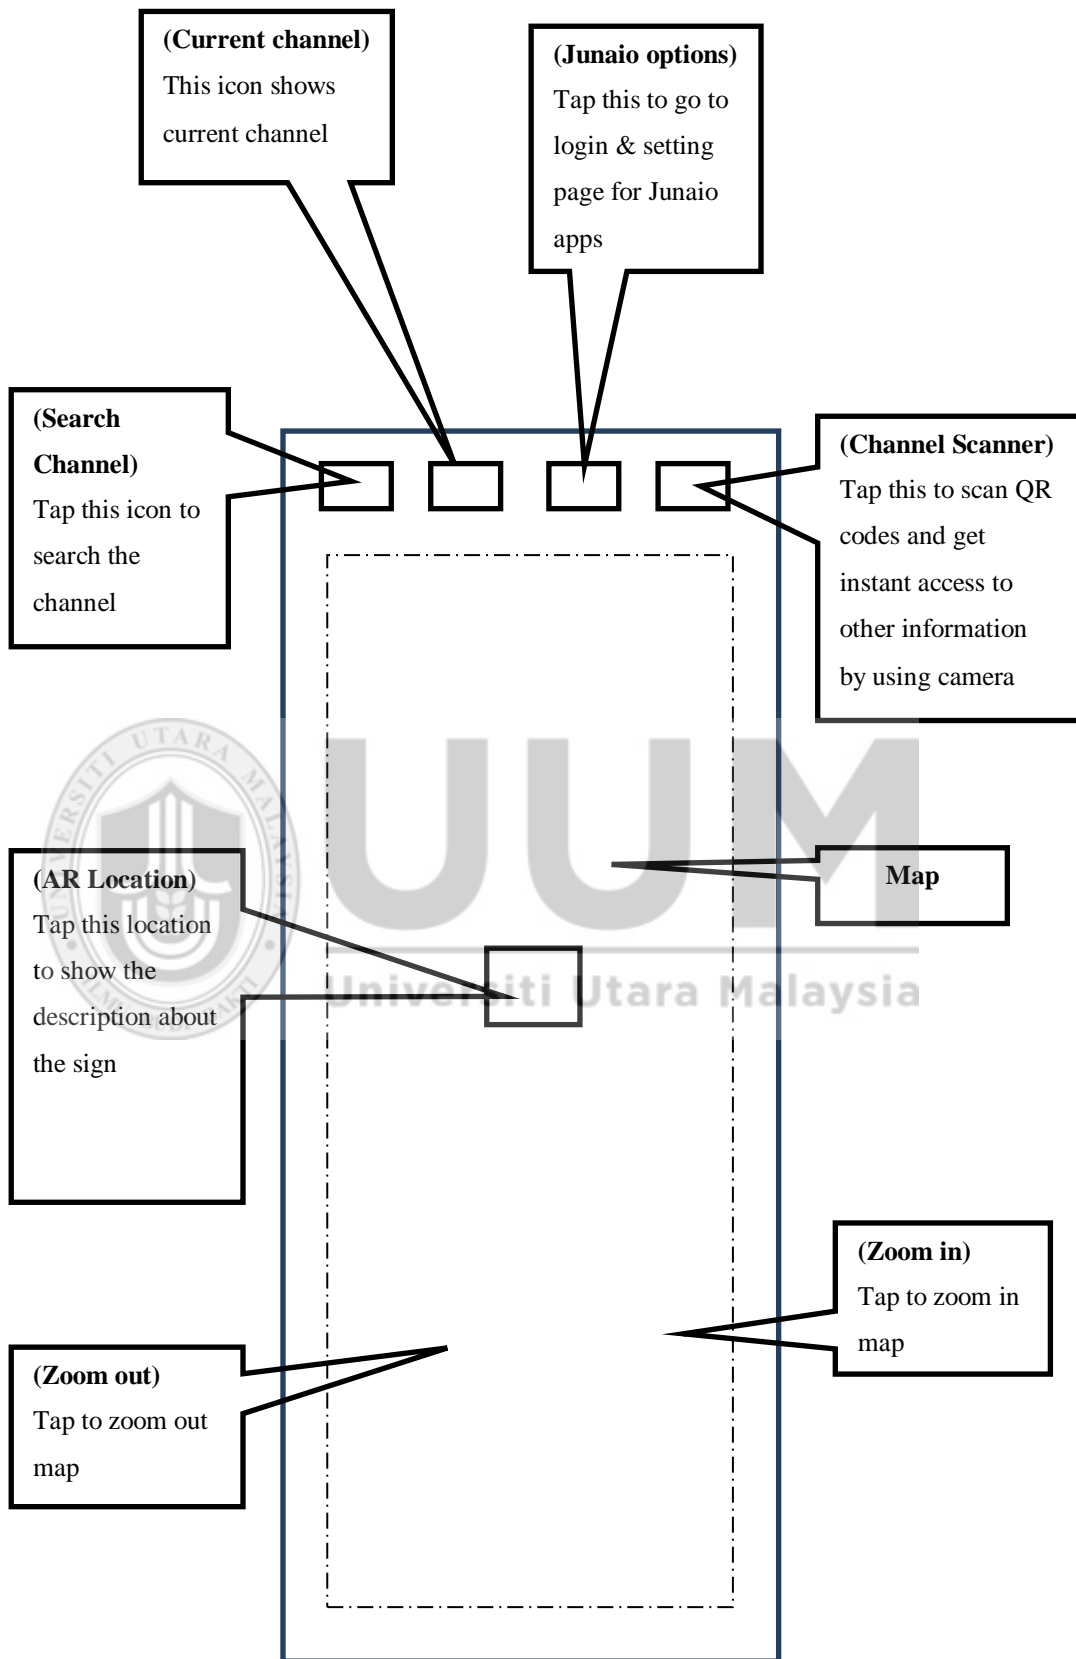 (Current channel)
This icon shows
current channel
(Junaio options)
Tap this to go to
login & setting
page for Junaio
apps
(Search
Channel)
Tap this icon to
search the
channel
(Channel Scanner)
Tap this to scan QR
codes and get
instant access to
other information
by using camera
UNIVERSITI UTARA MALAYSIA
UUM
Universiti Utara Malaysia
(AR Location)
Tap this location
to show the
description about
the sign
Map
(Zoom in)
Tap to zoom in
map
(Zoom out)
Tap to zoom out
map